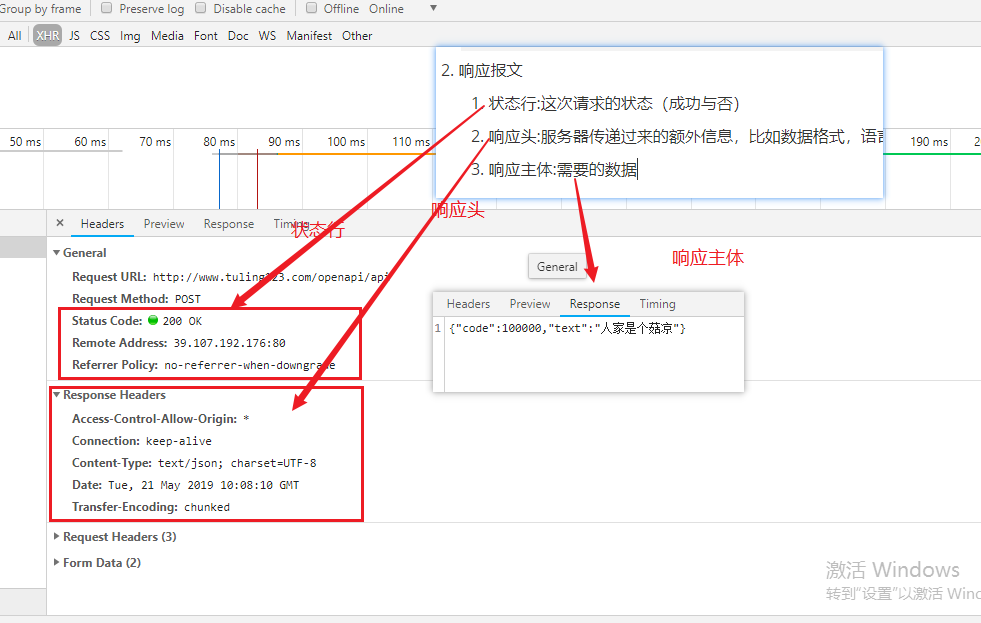 Group by frame Preserve log Disable cache Offline Online
All XHR JS CSS Img Media Font Doc WS Manifest Other
2. 响应报文
1. 状态行:这次请求的状态（成功与否）
2. 响应头:服务器传递过来的额外信息，比如数据格式，语言
3. 响应主体:需要的数据
50 ms 60 ms 70 ms 80 ms 90 ms 100 ms 110 ms 190 ms
响应头
× Headers Preview Response Timing
状态行
General
Request URL: http://www.tuling123.com/openapi/api
Request Method: POST
Status Code: 200 OK
Remote Address: 39.107.192.176:80
Referrer Policy: no-referrer-when-downgrade
响应主体
General
Headers Preview Response Timing
1 {"code":100000,"text":"人家是个菇凉"}
Response Headers
Access-Control-Allow-Origin: *
Connection: keep-alive
Content-Type: text/json; charset=UTF-8
Date: Tue, 21 May 2019 10:08:10 GMT
Transfer-Encoding: chunked
Request Headers (3)
Form Data (2)
激活 Windows
转到"设置"以激活 Wind